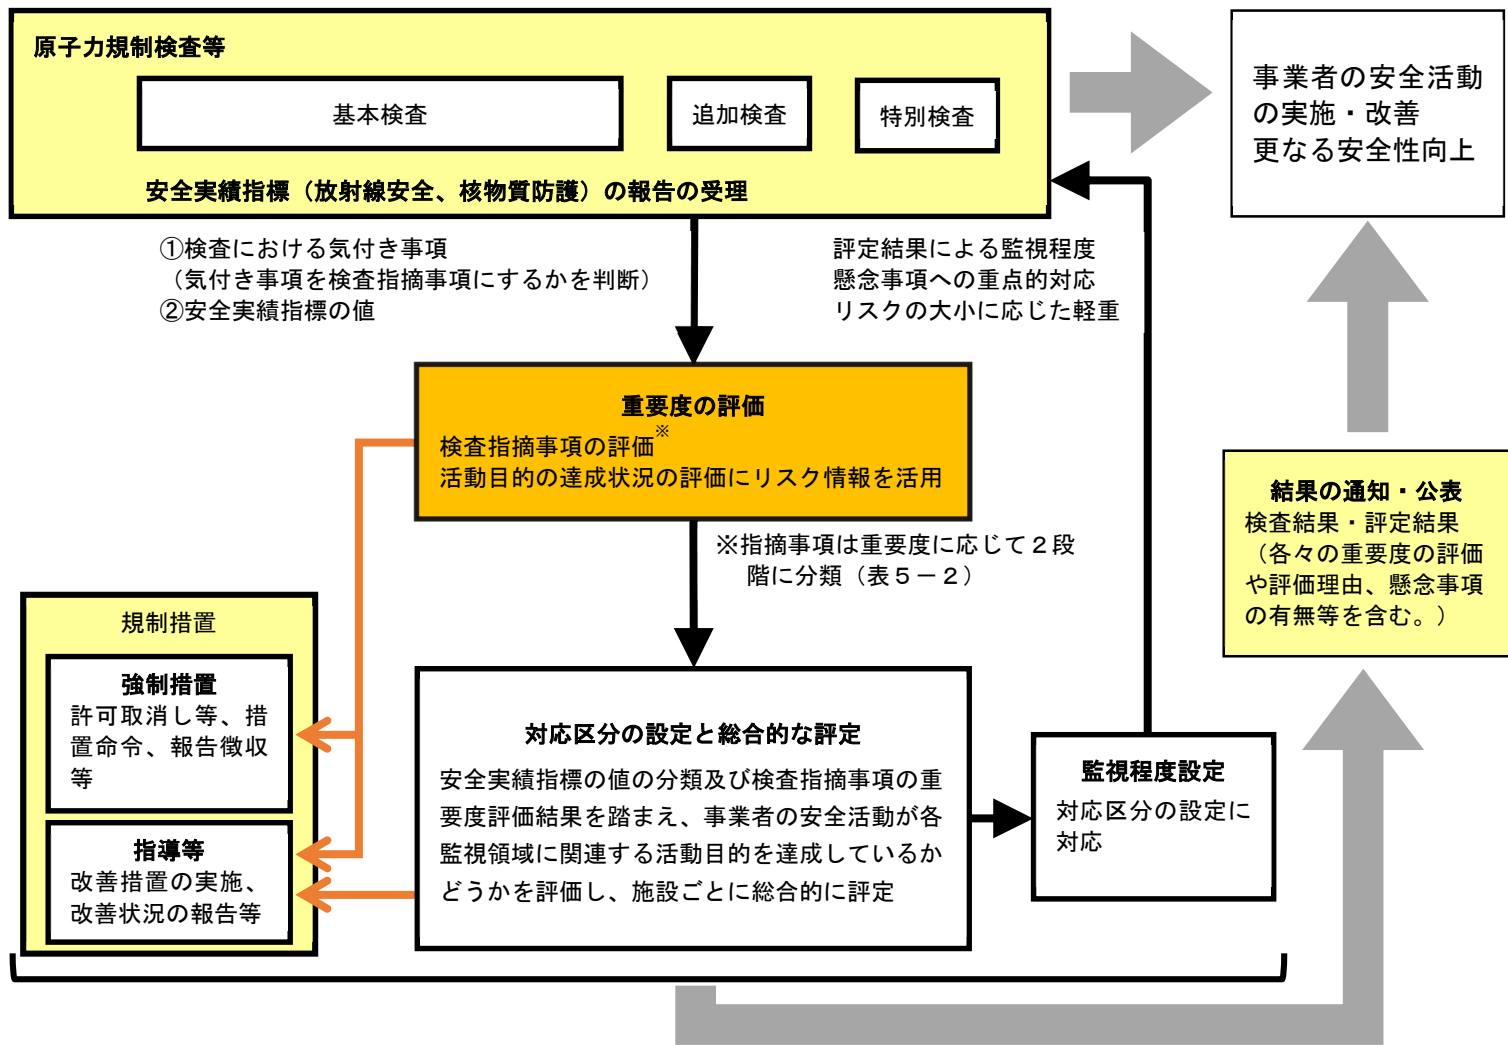 原子力規制検査等
基本検査
追加検査
特別検査
安全実績指標（放射線安全、核物質防護）の報告の受理
事業者の安全活動
の実施・改善
更なる安全性向上
①検査における気付き事項
（気付き事項を検査指摘事項にするかを判断）
②安全実績指標の値
評定結果による監視程度
懸念事項への重点的対応
リスクの大小に応じた軽重
重要度の評価
検査指摘事項の評価※
活動目的の達成状況の評価にリスク情報を活用
※指摘事項は重要度に応じて２段
階に分類（表５－２）
結果の通知・公表
検査結果・評定結果
（各々の重要度の評価
や評価理由、懸念事項
の有無等を含む。）
規制措置
強制措置
許可取消し等、措
置命令、報告徴収
等
指導等
改善措置の実施、
改善状況の報告等
対応区分の設定と総合的な評定
安全実績指標の値の分類及び検査指摘事項の重
要度評価結果を踏まえ、事業者の安全活動が各
監視領域に関連する活動目的を達成しているか
どうかを評価し、施設ごとに総合的に評定
監視程度設定
対応区分の設定に
対応